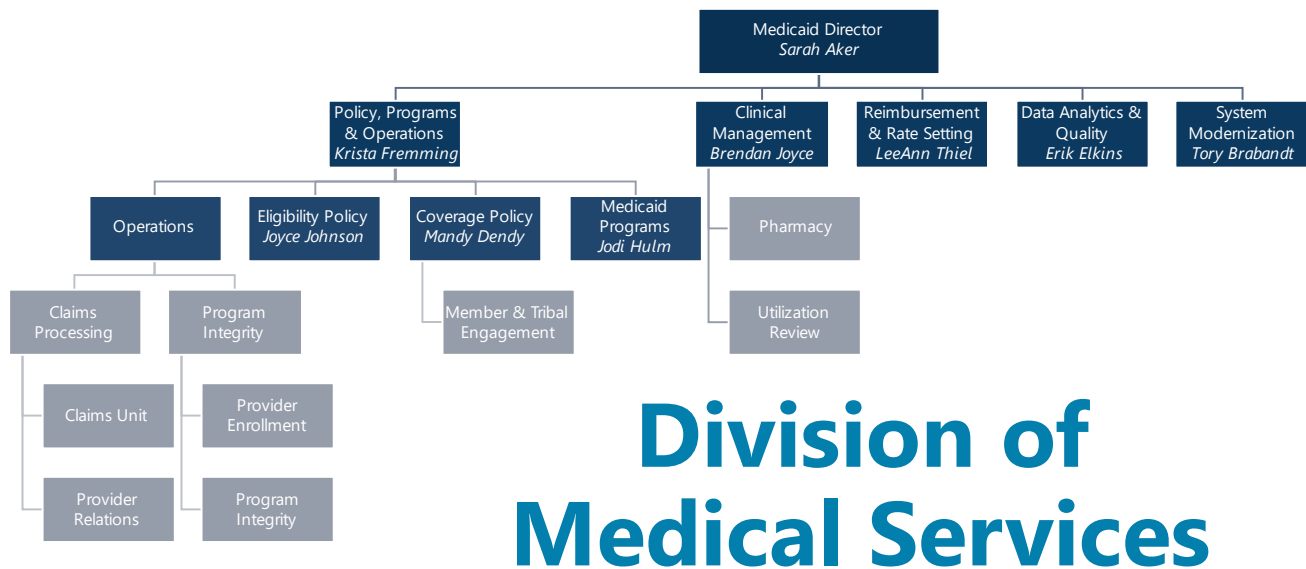 Medicaid Director
Sarah Aker
Policy, Programs
& Operations
Krista Fremming
Clinical
Management
Brendan Joyce
Reimbursement
& Rate Setting
LeeAnn Thiel
Data Analytics &
Quality
Erik Elkins
System
Modernization
Tory Brabandt
Operations
Eligibility Policy
Joyce Johnson
Coverage Policy
Mandy Dendy
Medicaid
Programs
Jodi Hulm
Pharmacy
Claims
Processing
Program
Integrity
Member & Tribal
Engagement
Utilization
Review
Claims Unit
Provider
Enrollment
Provider
Relations
Program
Integrity
Division of
Medical Services